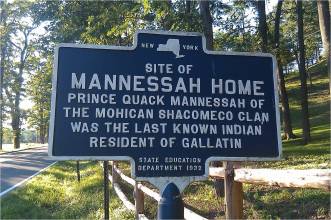 NEW YORK
SITE OF
MANNESSAH HOME
PRINCE QUACK MANNESSAH OF
THE MOHICAN SHACOMECO CLAN
WAS THE LAST KNOWN INDIAN
RESIDENT OF GALLATIN
STATE EDUCATION
DEPARTMENT 1932